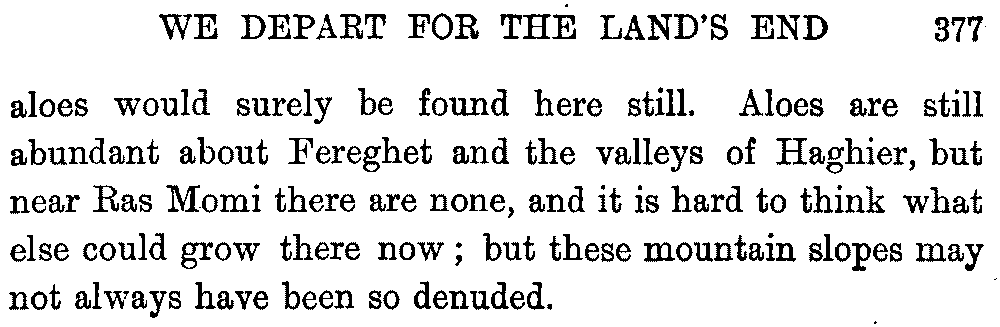 WE DEPART FOR THE LAND'S END 377
aloes would surely be found here still. Aloes are still
abundant about Fereghet and the valleys of Haghier, but
near Ras Momi there are none, and it is hard to think what
else could grow there now ; but these mountain slopes may
not always have been so denuded.